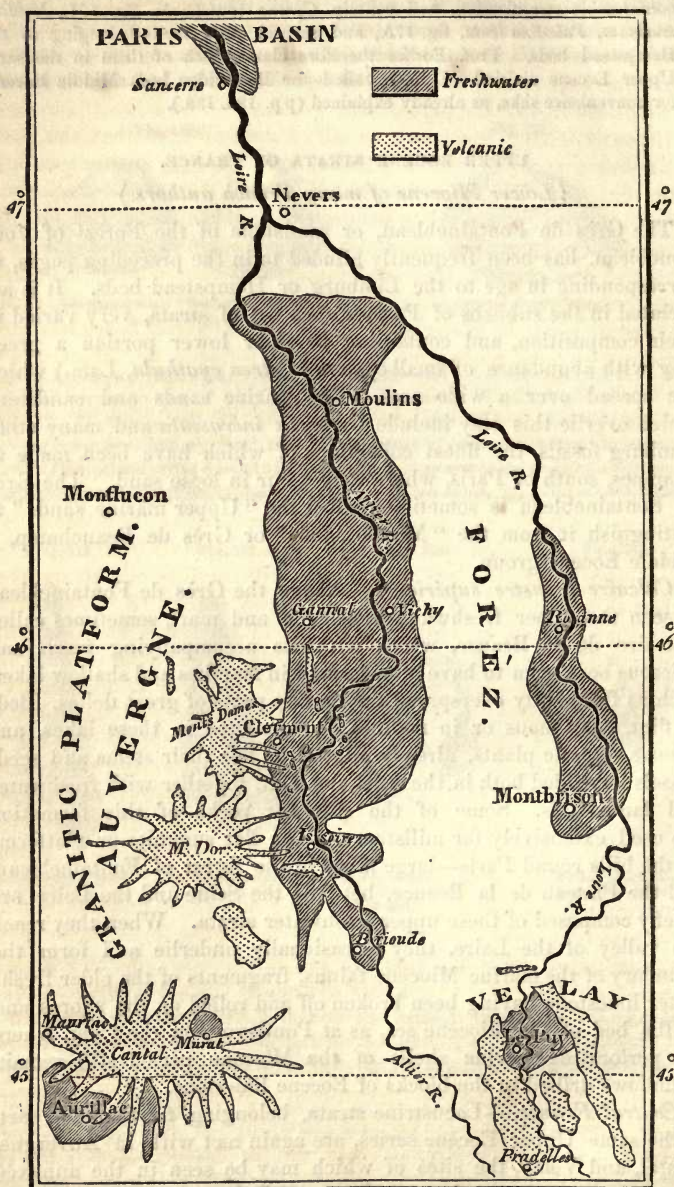 PARIS BASIN
Sancerre
Freshwater
Volcanic
Loire R.
47° 47°
Nevers
Moulins
Loire R.
Allier R.
Montlucon
GRANITIC PLATFORM.
AUVERGNE.
FOREZ.
Gannat
Vichy
Roanne
46° 46°
Monts Dome
Clermont
Montbrison
Mt. Dor
Issoire
Loire R.
Brioude
VELAY
Mauriac
Murat
Cantal
Le Puy
45° 45°
Allier R.
Aurillac
Pradelles